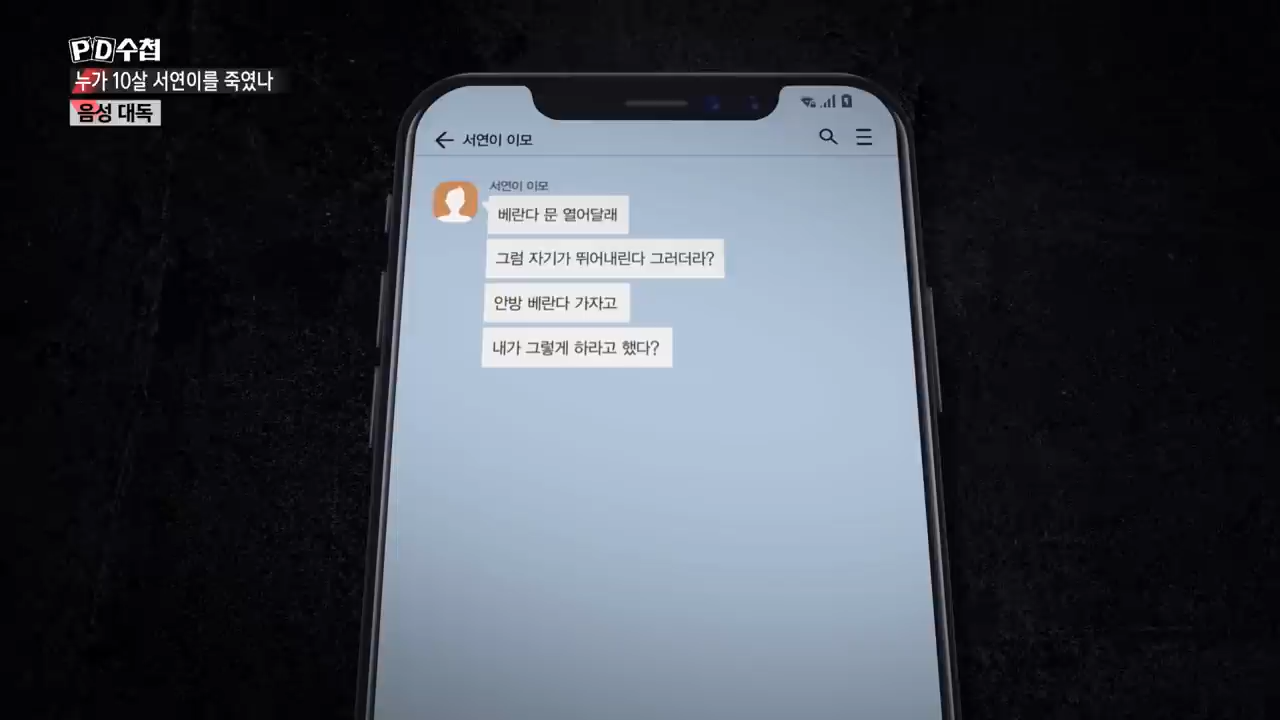 PD수첩
누가 10살 서연이를 죽였나
음성 대독
서연이 이모
서연이 이모
베란다 문 열어달래
그럼 자기가 뛰어내린다 그러더라?
안방 베란다 가자고
내가 그렇게 하라고 했다?